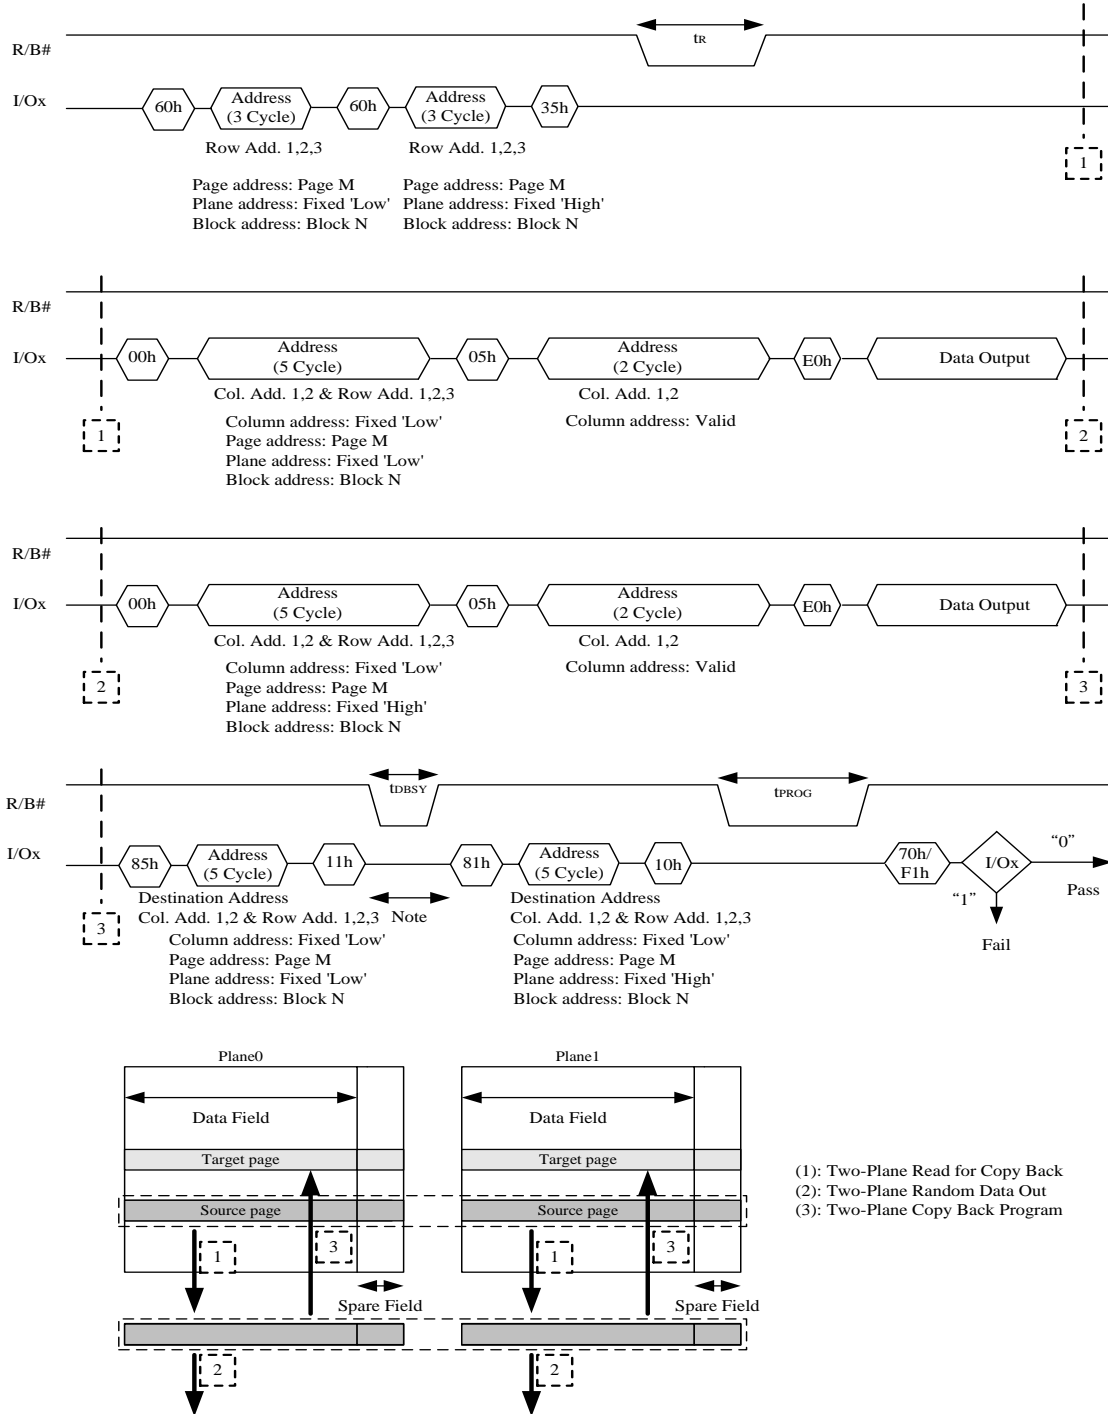 tR
R/B#
I/Ox
60h
Address
(3 Cycle)
60h
Address
(3 Cycle)
35h
Row Add. 1,2,3
Row Add. 1,2,3
1
Page address: Page M
Plane address: Fixed 'Low'
Block address: Block N
Page address: Page M
Plane address: Fixed 'High'
Block address: Block N
R/B#
I/Ox
00h
Address
(5 Cycle)
05h
Address
(2 Cycle)
E0h
Data Output
Col. Add. 1,2 & Row Add. 1,2,3
Col. Add. 1,2
1
Column address: Fixed 'Low'
Page address: Page M
Plane address: Fixed 'Low'
Block address: Block N
Column address: Valid
2
R/B#
I/Ox
00h
Address
(5 Cycle)
05h
Address
(2 Cycle)
E0h
Data Output
Col. Add. 1,2 & Row Add. 1,2,3
Col. Add. 1,2
2
Column address: Fixed 'Low'
Page address: Page M
Plane address: Fixed 'High'
Block address: Block N
Column address: Valid
3
R/B#
tDBSY
tPROG
I/Ox
85h
Address
(5 Cycle)
11h
81h
Address
(5 Cycle)
10h
70h/
F1h
I/Ox
“0”
Pass
“1”
Fail
3
Destination Address
Col. Add. 1,2 & Row Add. 1,2,3
Column address: Fixed 'Low'
Page address: Page M
Plane address: Fixed 'Low'
Block address: Block N
Note
Destination Address
Col. Add. 1,2 & Row Add. 1,2,3
Column address: Fixed 'Low'
Page address: Page M
Plane address: Fixed 'High'
Block address: Block N
Plane0
Plane1
Data Field
Data Field
Target page
Target page
Source page
Source page
1
3
1
3
Spare Field
Spare Field
2
2
(1): Two-Plane Read for Copy Back
(2): Two-Plane Random Data Out
(3): Two-Plane Copy Back Program